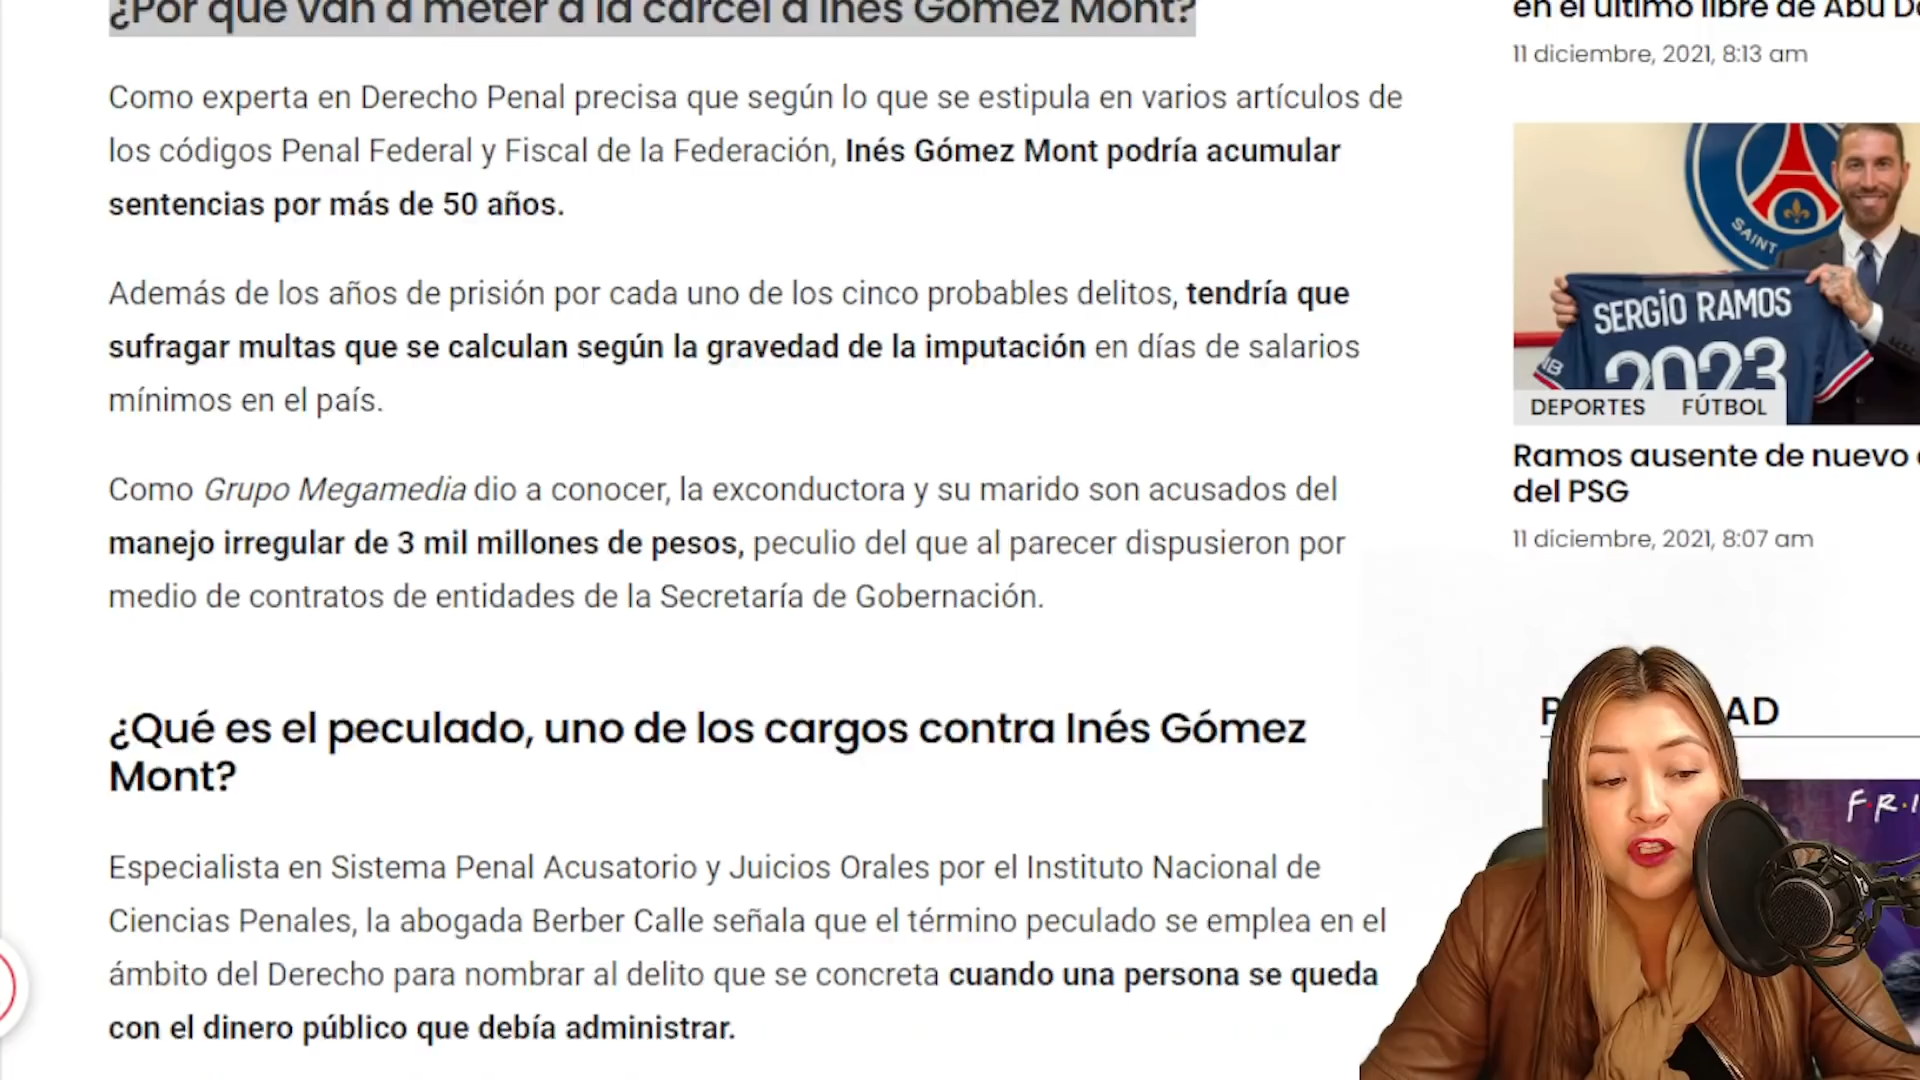 ¿Por qué van a meter a la cárcel a Inés Gómez Mont?
Como experta en Derecho Penal precisa que según lo que se estipula en varios artículos de
los códigos Penal Federal y Fiscal de la Federación, Inés Gómez Mont podría acumular
sentencias por más de 50 años.
Además de los años de prisión por cada uno de los cinco probables delitos, tendría que
sufragar multas que se calculan según la gravedad de la imputación en días de salarios
mínimos en el país.
Como Grupo Megamedia dio a conocer, la exconductora y su marido son acusados del
manejo irregular de 3 mil millones de pesos, peculio del que al parecer dispusieron por
medio de contratos de entidades de la Secretaría de Gobernación.
¿Qué es el peculado, uno de los cargos contra Inés Gómez
Mont?
Especialista en Sistema Penal Acusatorio y Juicios Orales por el Instituto Nacional de
Ciencias Penales, la abogada Berber Calle señala que el término peculado se emplea en el
ámbito del Derecho para nombrar al delito que se concreta cuando una persona se queda
con el dinero público que debía administrar.
en el último libro de Abu
11 diciembre, 2021, 8:13 am
SAINT
SERGIO RAMOS
2023
DEPORTES FÚTBOL
Ramos ausente de nuevo
del PSG
11 diciembre, 2021, 8:07 am
AD